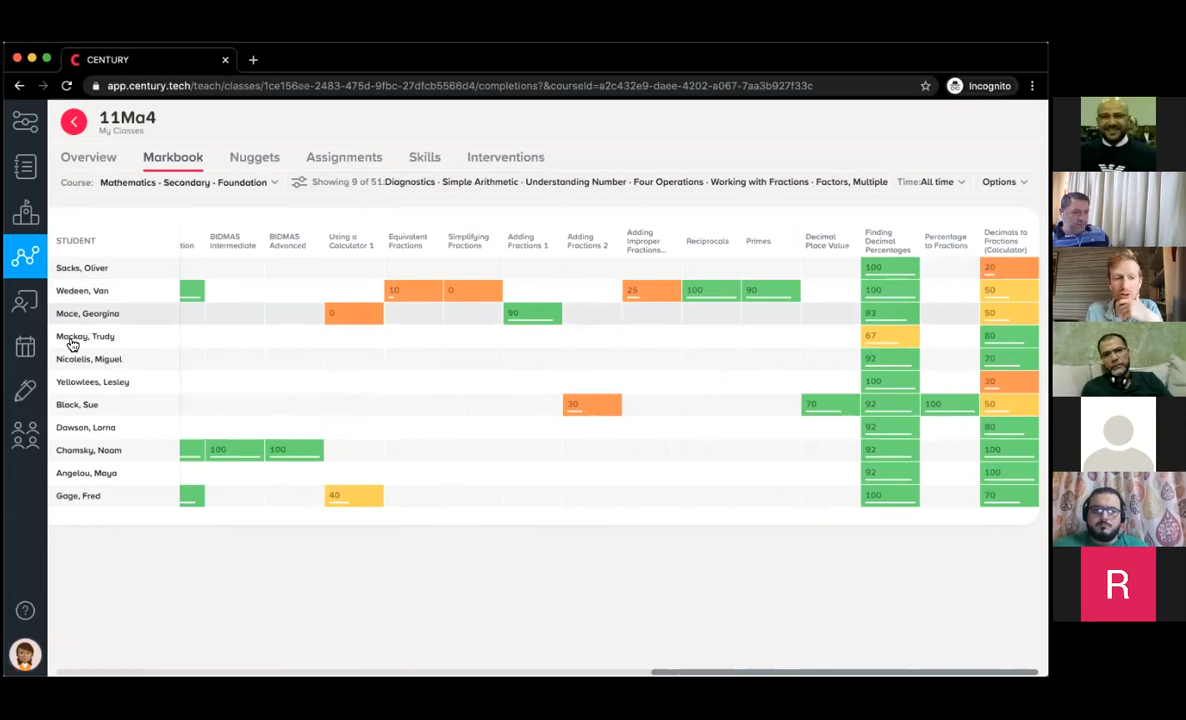 CENTURY
app.century.tech/teach/classes/1ce156ee-2483-475d-9fbc-27dfcb5566d4/completions?&courseId=a2c432e9-daee-4202-a067-7aa3b927f33c
Incognito
11Ma4
My Classes
Overview Markbook Nuggets Assignments Skills Interventions
Course: Mathematics - Secondary - Foundation Showing 9 of 51: Diagnostics · Simple Arithmetic · Understanding Number · Four Operations · Working with Fractions · Factors, Multiple Time: All time Options
STUDENT tion BIDMAS Intermediate BIDMAS Advanced Using a Calculator 1 Equivalent Fractions Simplifying Fractions Adding Fractions 1 Adding Fractions 2 Adding Improper Fractions... Reciprocals Primes Decimal Place Value Finding Decimal Percentages Percentage to Fractions Decimals to Fractions (Calculator)
Sacks, Oliver 100 20
Wedeen, Van 10 0 25 100 90 100 50
Mace, Georgina 0 90 83 50
Mackay, Trudy 67 80
Nicolelis, Miguel 92 70
Yellowlees, Lesley 100 30
Black, Sue 30 70 92 100 50
Dawson, Lorna 92 80
Chomsky, Noam 100 100 92 100
Angelou, Maya 92 100
Gage, Fred 40 100 70
R